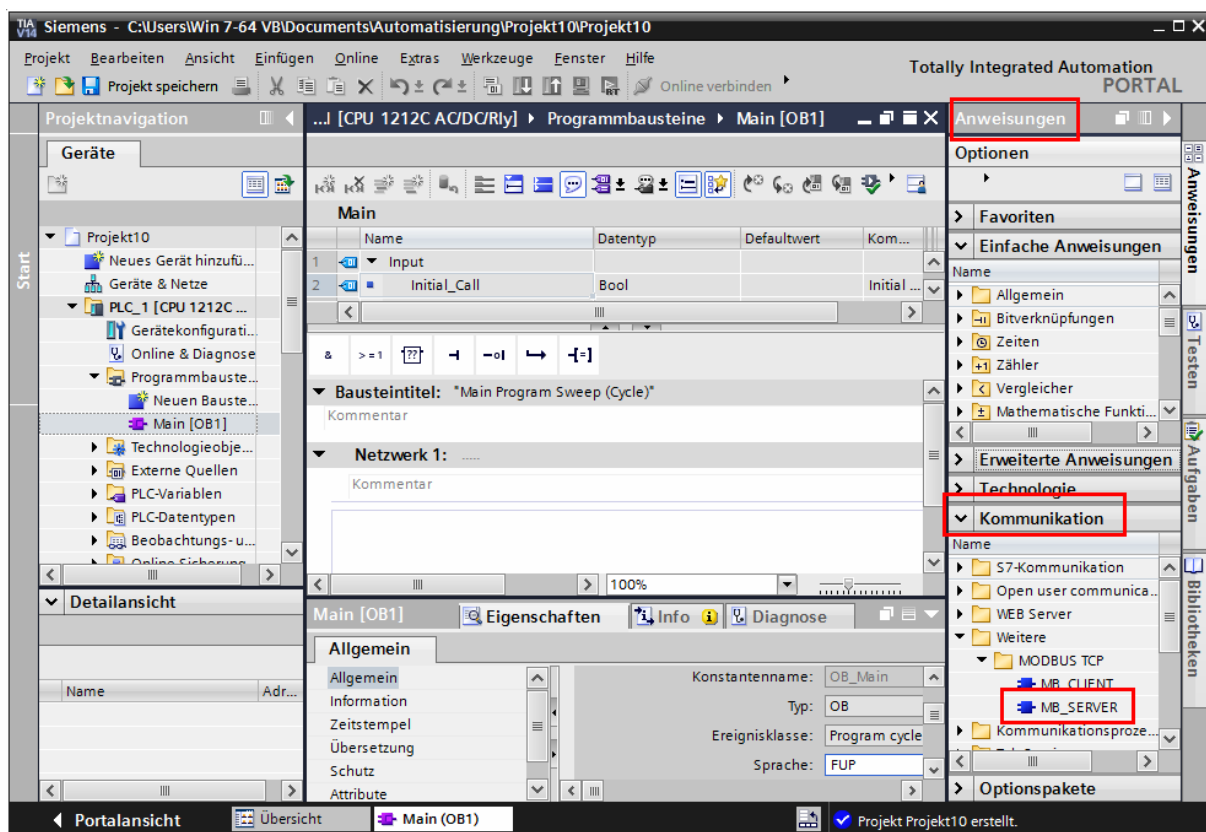 TIA V14 Siemens - C:\Users\Win 7-64 VB\Documents\Automatisierung\Projekt10\Projekt10
Projekt Bearbeiten Ansicht Einfügen Online Extras Werkzeuge Fenster Hilfe
Totally Integrated Automation
PORTAL
Projekt speichern
Online verbinden
Start
Projektnavigation
Geräte
Projekt10
Neues Gerät hinzufü...
Geräte & Netze
PLC_1 [CPU 1212C ...
Gerätekonfigurati...
Online & Diagnose
Programmbauste...
Neuen Bauste...
Main [OB1]
Technologieobje...
Externe Quellen
PLC-Variablen
PLC-Datentypen
Beobachtungs- u...
Online Sicherung
Detailansicht
Name Adr...
...l [CPU 1212C AC/DC/Rly] Programmbausteine Main [OB1]
Main
Name Datentyp Defaultwert Kom...
1 Input
2 Initial_Call Bool Initial ...
& >=1 ??
Bausteintitel: "Main Program Sweep (Cycle)"
Kommentar
Netzwerk 1: .....
Kommentar
100%
Main [OB1] Eigenschaften Info Diagnose
Allgemein
Allgemein
Information
Zeitstempel
Übersetzung
Schutz
Attribute
Konstantenname: OB_Main
Typ: OB
Ereignisklasse: Program cycle
Sprache: FUP
Anweisungen
Optionen
Favoriten
Einfache Anweisungen
Name
Allgemein
Bitverknüpfungen
Zeiten
Zähler
Vergleicher
Mathematische Funkti...
Erweiterte Anweisungen
Technologie
Kommunikation
Name
S7-Kommunikation
Open user communica..
WEB Server
Weitere
MODBUS TCP
MB_CLIENT
MB_SERVER
Kommunikationsproze...
Optionspakete
Anweisungen
Testen
Aufgaben
Bibliotheken
Portalansicht Übersicht Main (OB1) Projekt Projekt10 erstellt.